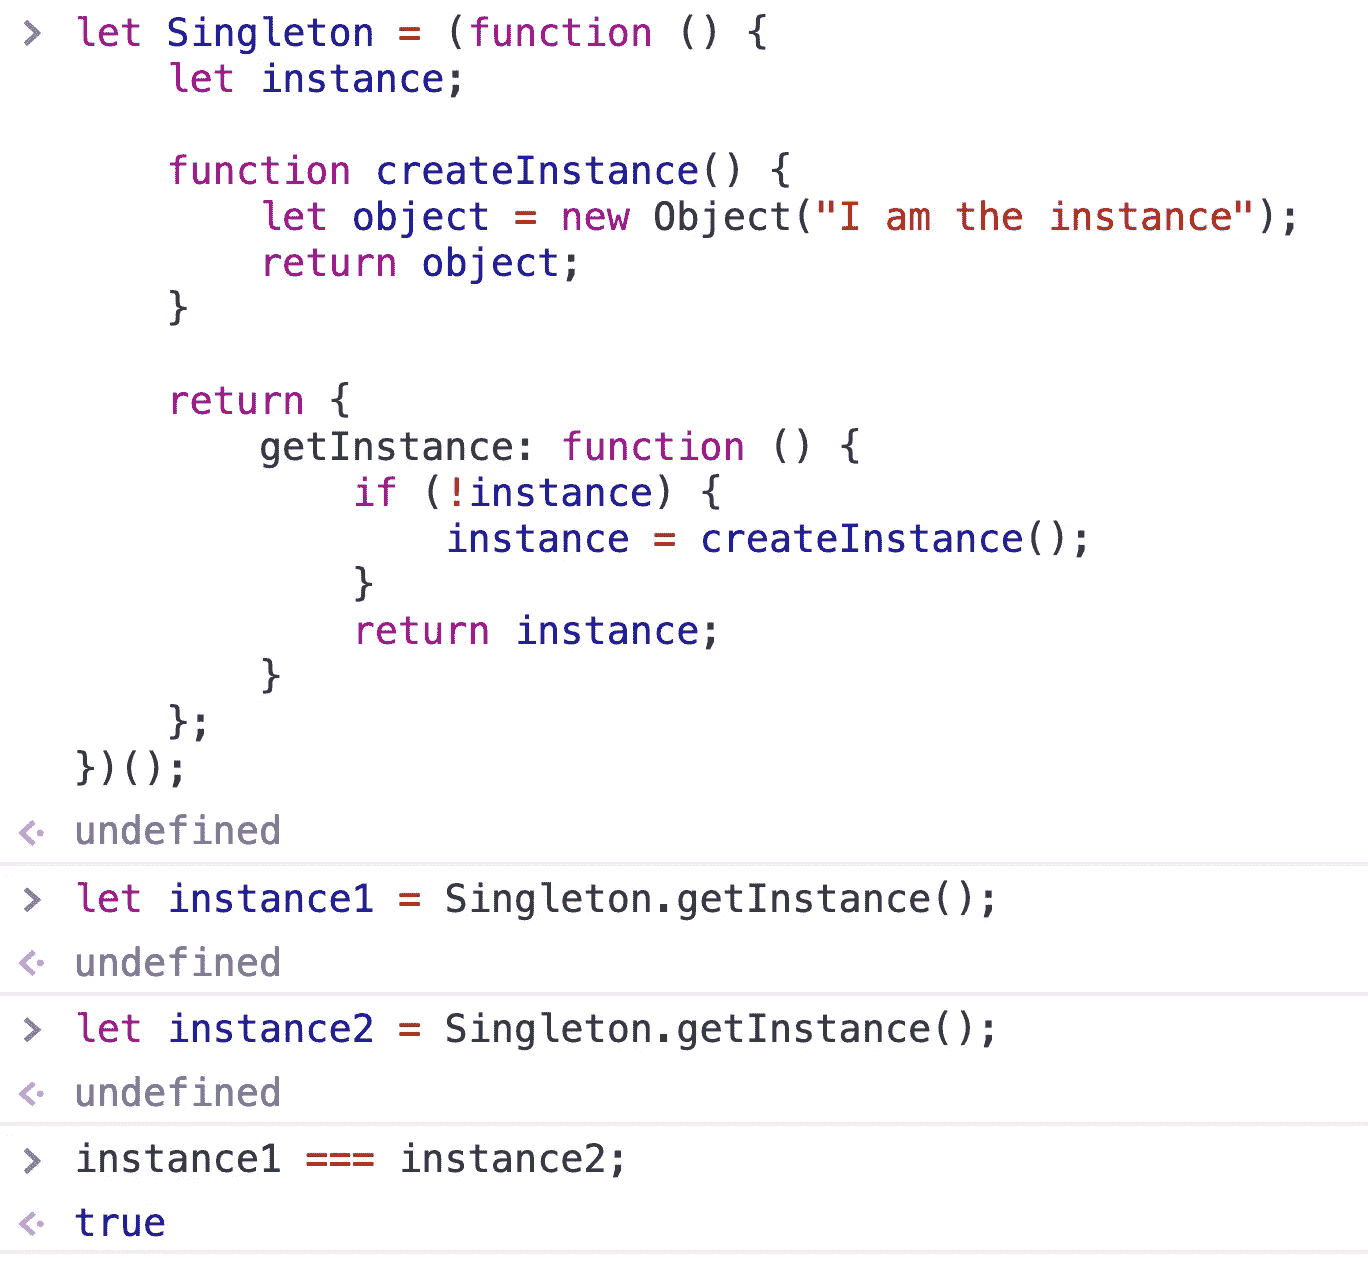 > let Singleton = (function () {
    let instance;

    function createInstance() {
        let object = new Object("I am the instance");
        return object;
    }

    return {
        getInstance: function () {
            if (!instance) {
                instance = createInstance();
            }
            return instance;
        }
    };
})();
undefined
> let instance1 = Singleton.getInstance();
undefined
> let instance2 = Singleton.getInstance();
undefined
> instance1 === instance2;
true